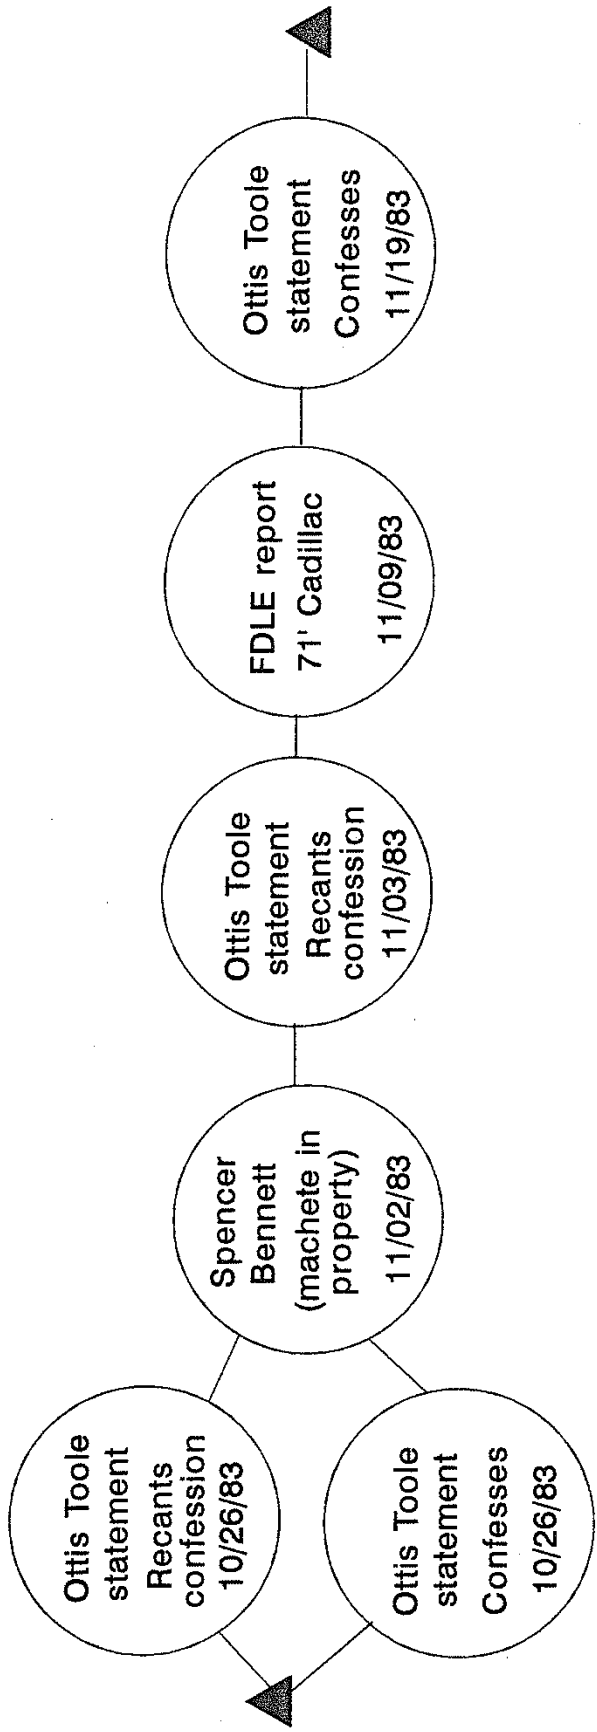 Ottis Toole
statement
Recants
confession
10/26/83
Ottis Toole
statement
Confesses
10/26/83
Spencer
Bennett
(machete in
property)
11/02/83
Ottis Toole
statement
Recants
confession
11/03/83
FDLE report
71' Cadillac
11/09/83
Ottis Toole
statement
Confesses
11/19/83